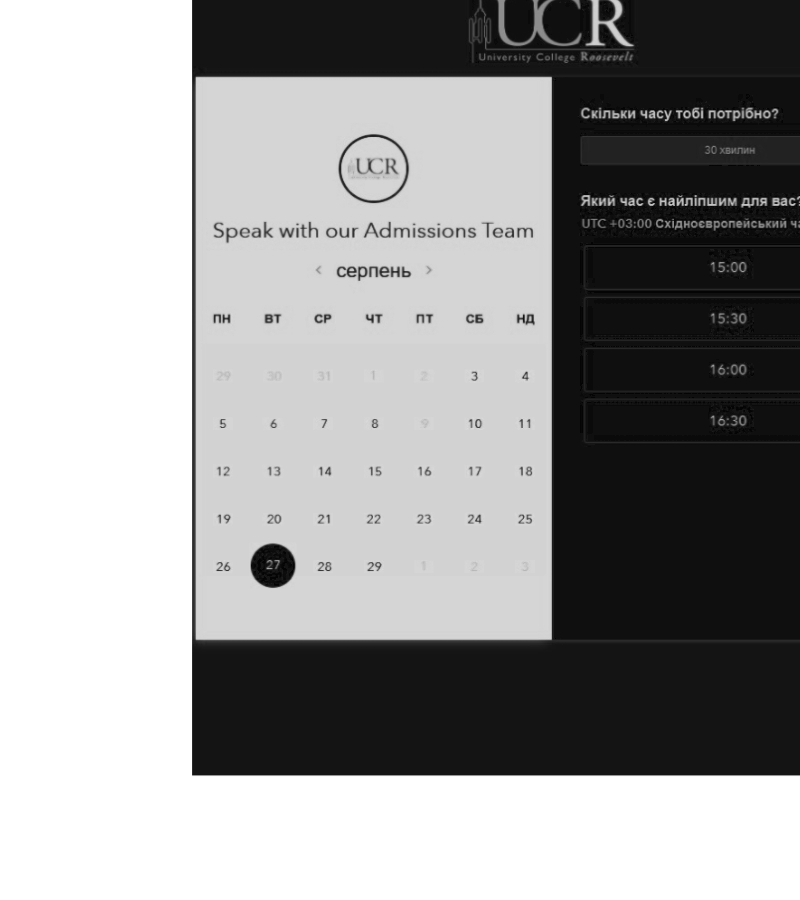 UCR
University College Roosevelt
UCR
Speak with our Admissions Team
< серпень >
ПН ВТ СР ЧТ ПТ СБ НД
29 30 31 1 2 3 4
5 6 7 8 9 10 11
12 13 14 15 16 17 18
19 20 21 22 23 24 25
26 27 28 29 1 2 3
Скільки часу тобі потрібно?
30 хвилин
Який час є найліпшим для вас?
UTC +03:00 Східноєвропейський ча
15:00
15:30
16:00
16:30